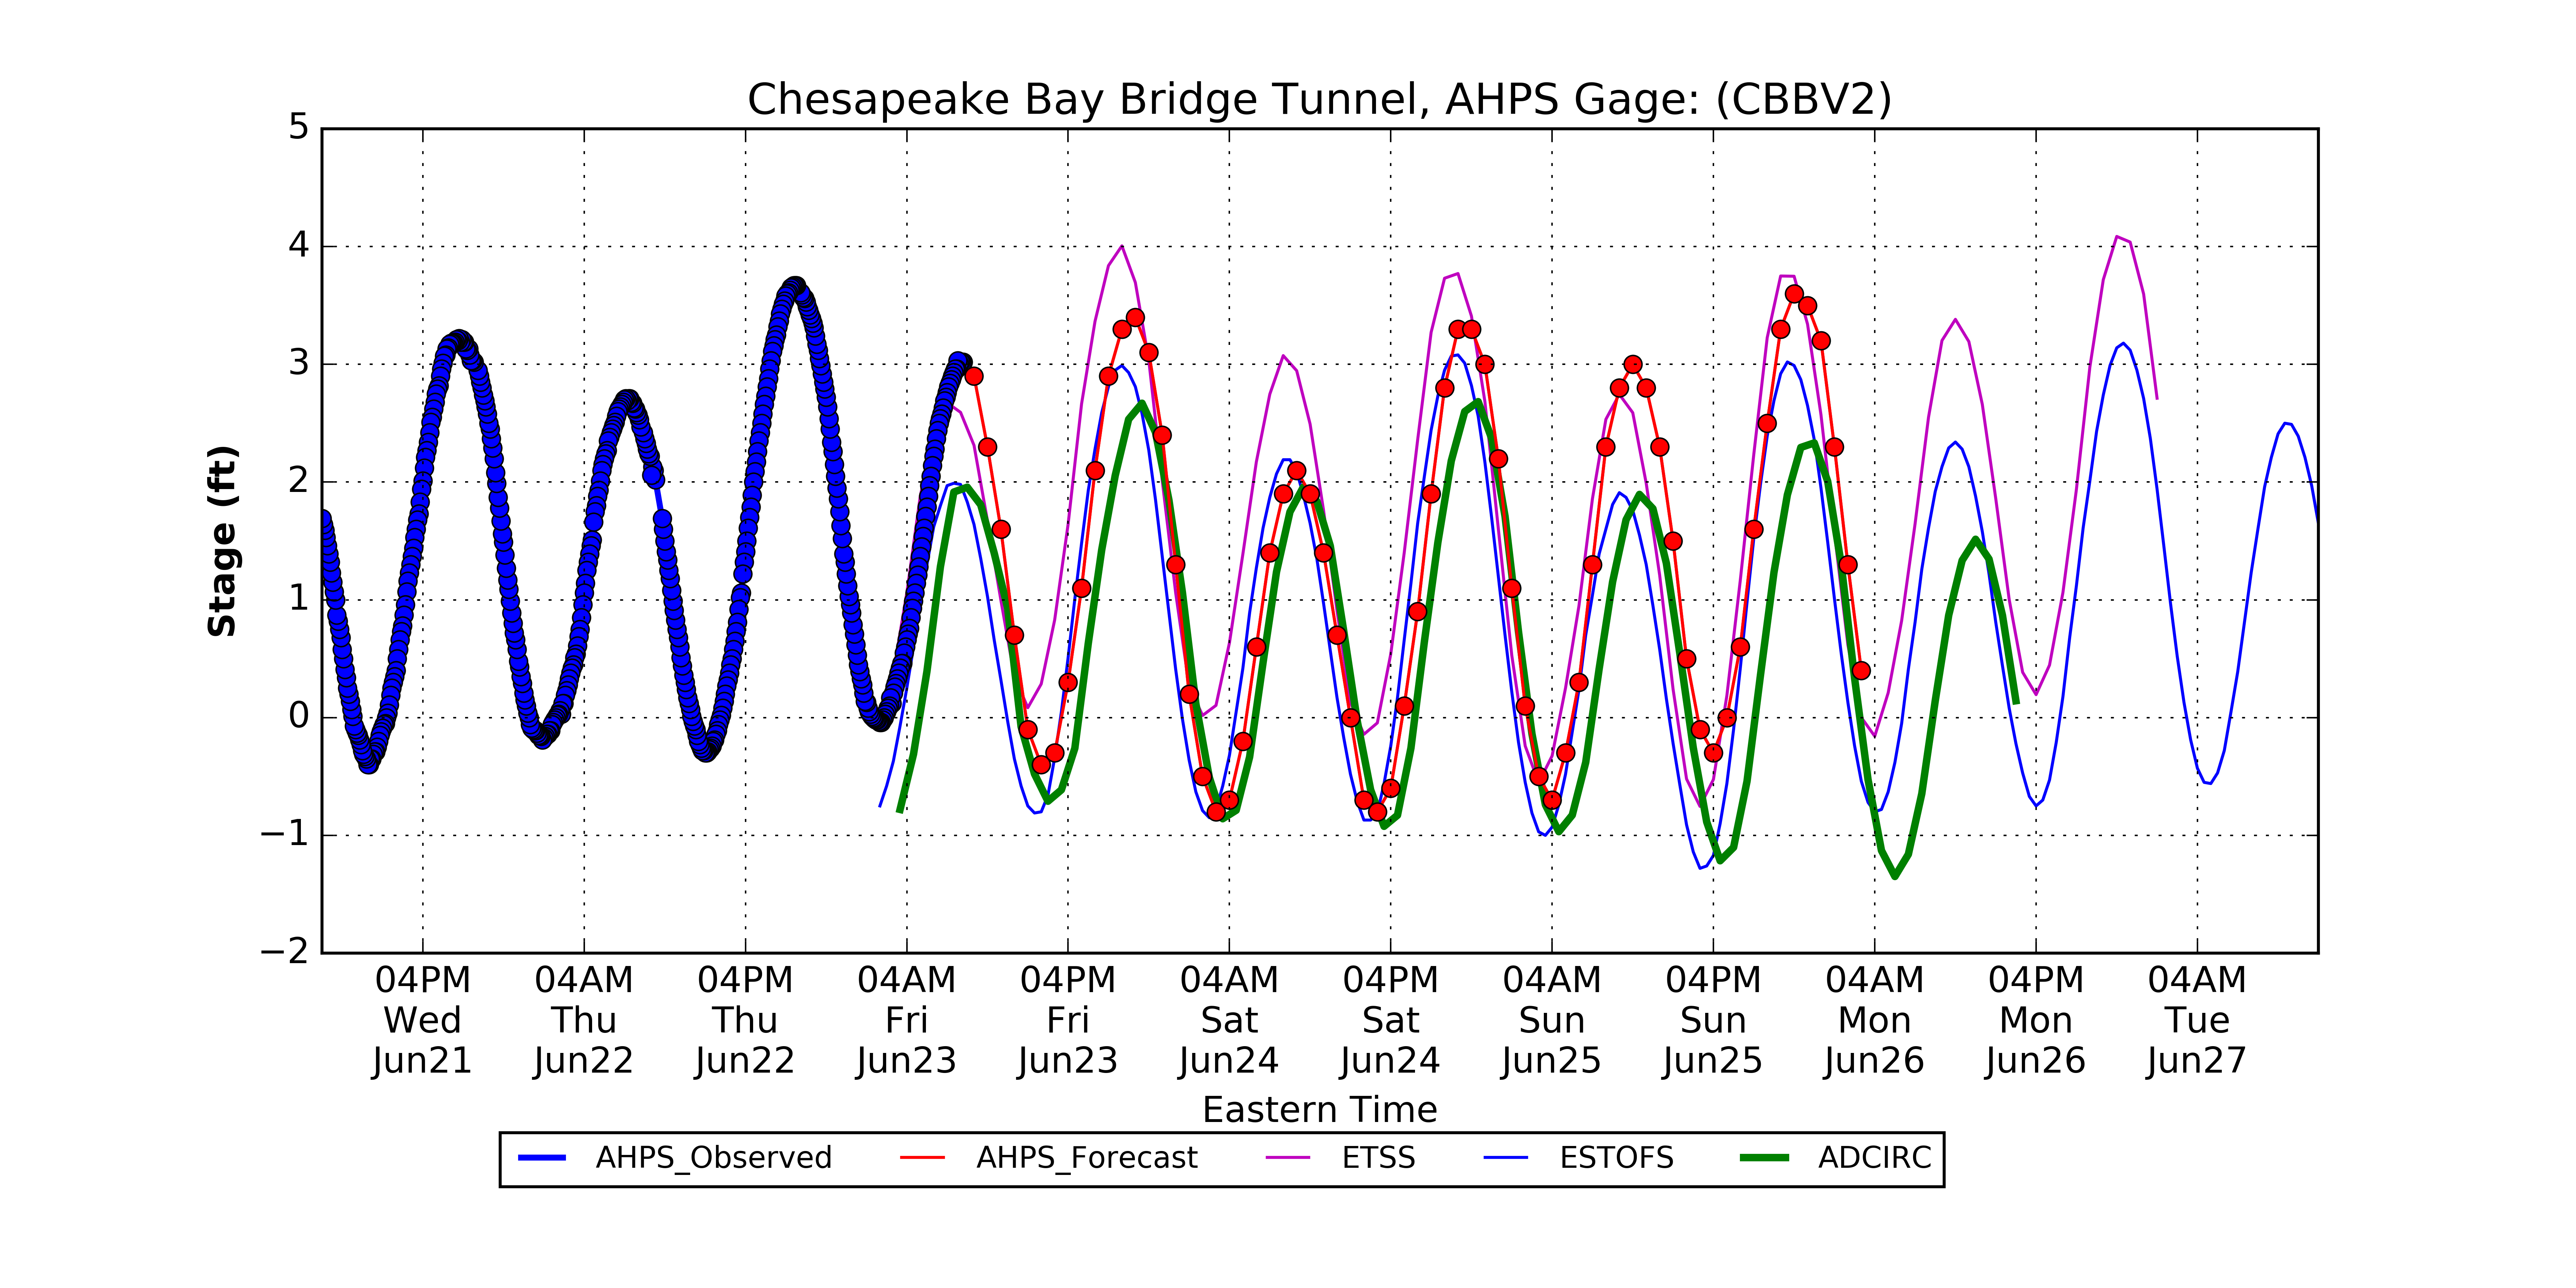 Chesapeake Bay Bridge Tunnel, AHPS Gage: (CBBV2)
5
4
3
2
1
0
−1
−2
Stage (ft)
04PM 04AM 04PM 04AM 04PM 04AM 04PM 04AM 04PM 04AM 04PM 04AM
Wed Thu Thu Fri Fri Sat Sat Sun Sun Mon Mon Tue
Jun21 Jun22 Jun22 Jun23 Jun23 Jun24 Jun24 Jun25 Jun25 Jun26 Jun26 Jun27
Eastern Time
AHPS_Observed AHPS_Forecast ETSS ESTOFS ADCIRC